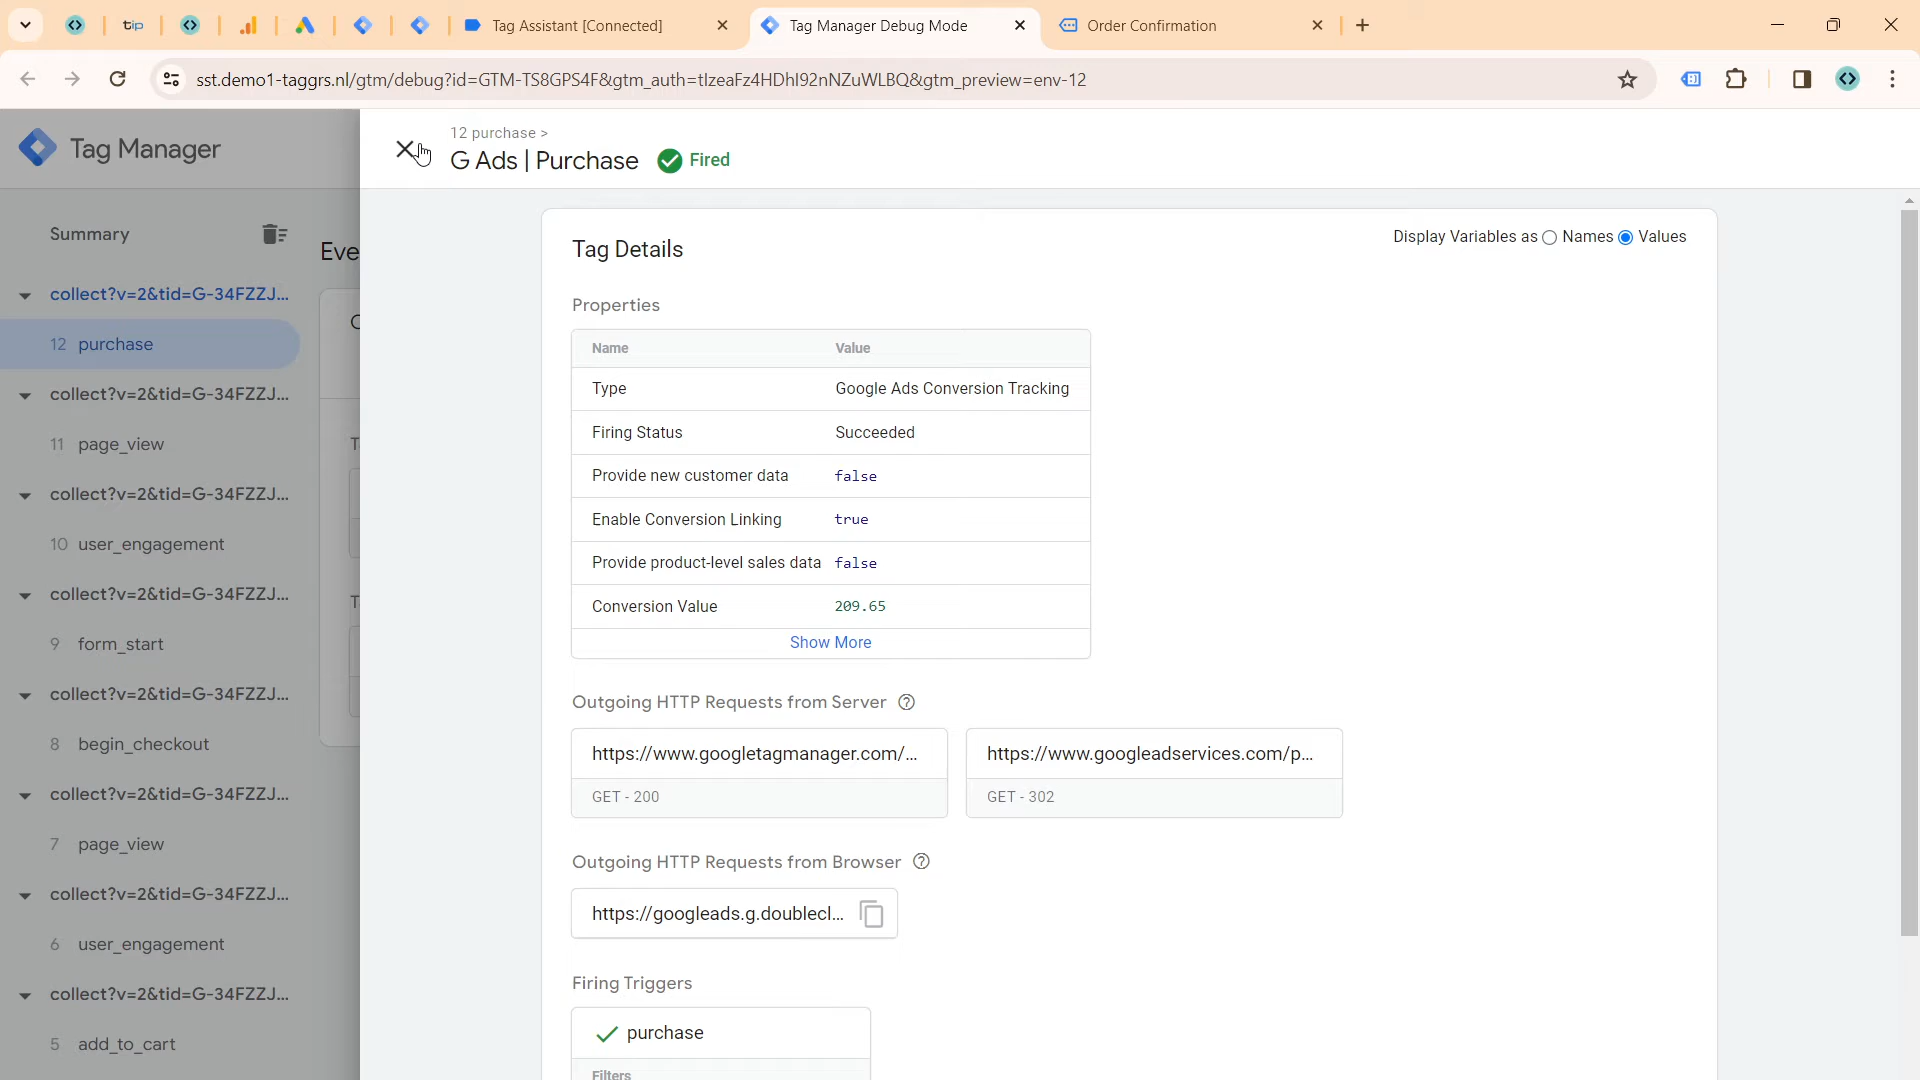 tip
Tag Assistant [Connected]
Tag Manager Debug Mode
Order Confirmation
sst.demo1-taggrs.nl/gtm/debug?id=GTM-TS8GPS4F&gtm_auth=tIzeaFz4HDhI92nNZuWLBQ&gtm_preview=env-12
Tag Manager
12 purchase >
G Ads | Purchase
Fired
Summary
Eve
collect?v=2&tid=G-34FZZJ...
12 purchase
collect?v=2&tid=G-34FZZJ...
11 page_view
collect?v=2&tid=G-34FZZJ...
10 user_engagement
collect?v=2&tid=G-34FZZJ...
9 form_start
collect?v=2&tid=G-34FZZJ...
8 begin_checkout
collect?v=2&tid=G-34FZZJ...
7 page_view
collect?v=2&tid=G-34FZZJ...
6 user_engagement
collect?v=2&tid=G-34FZZJ...
5 add_to_cart
Tag Details
Display Variables as Names Values
Properties
Name Value
Type Google Ads Conversion Tracking
Firing Status Succeeded
Provide new customer data false
Enable Conversion Linking true
Provide product-level sales data false
Conversion Value 209.65
Show More
Outgoing HTTP Requests from Server
https://www.googletagmanager.com/...
GET - 200
https://www.googleadservices.com/p...
GET - 302
Outgoing HTTP Requests from Browser
https://googleads.g.doublecl...
Firing Triggers
purchase
Filters